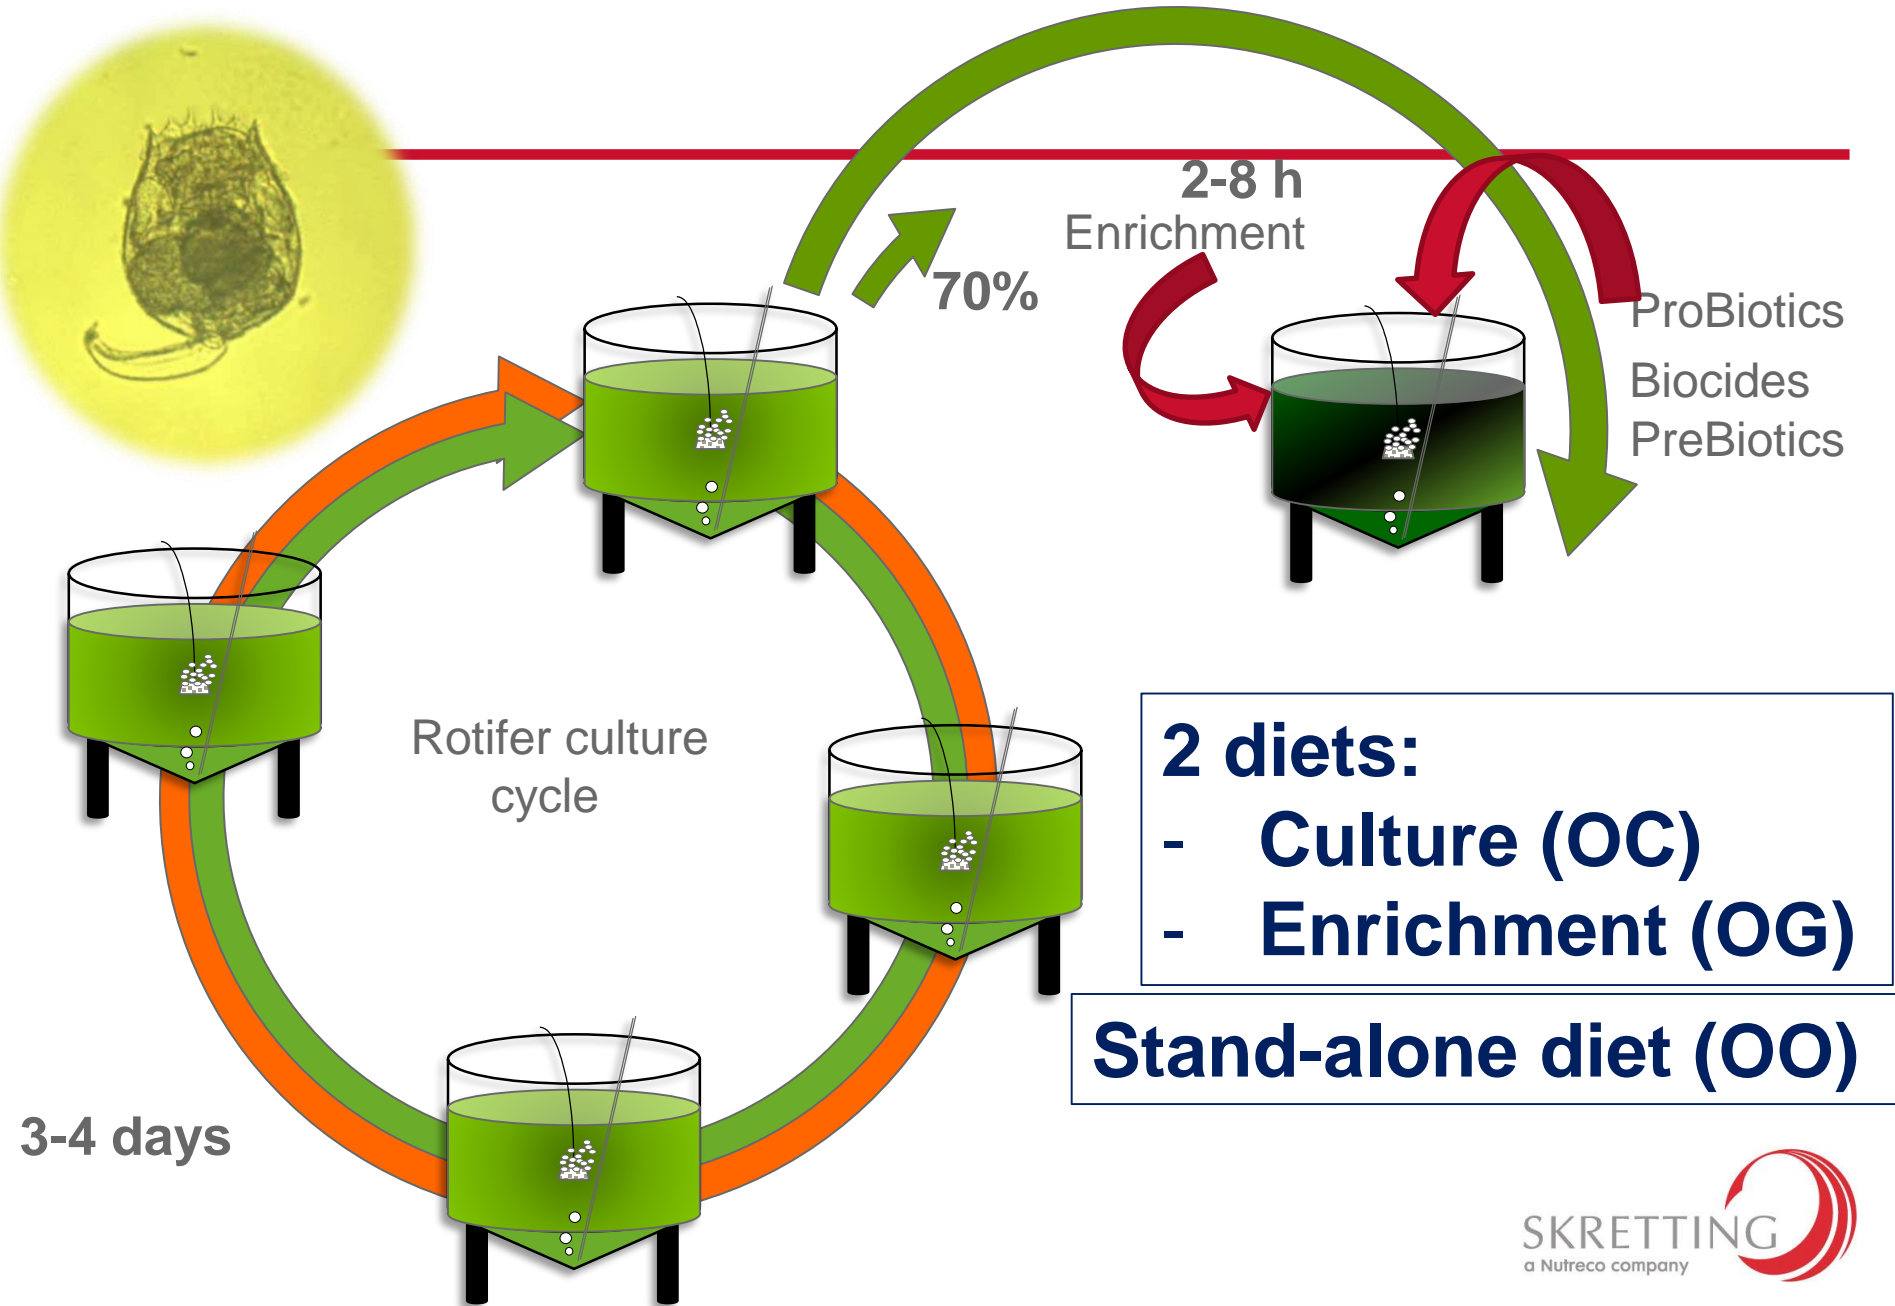 2-8 h
Enrichment
70%
ProBiotics
Biocides
PreBiotics
Rotifer culture
cycle
3-4 days
2 diets:
- Culture (OC)
- Enrichment (OG)
Stand-alone diet (OO)
SKRETTING
a Nutreco company